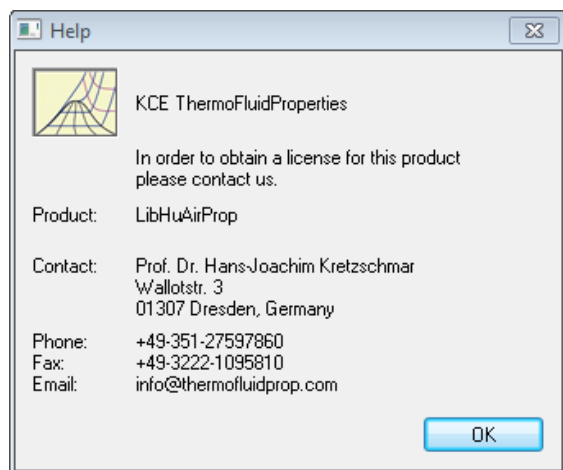 Help
KCE ThermoFluidProperties
In order to obtain a license for this product
please contact us.
Product: LibHuAirProp
Contact: Prof. Dr. Hans-Joachim Kretzschmar
Wallotstr. 3
01307 Dresden, Germany
Phone: +49-351-27597860
Fax: +49-3222-1095810
Email: info@thermofluidprop.com
OK